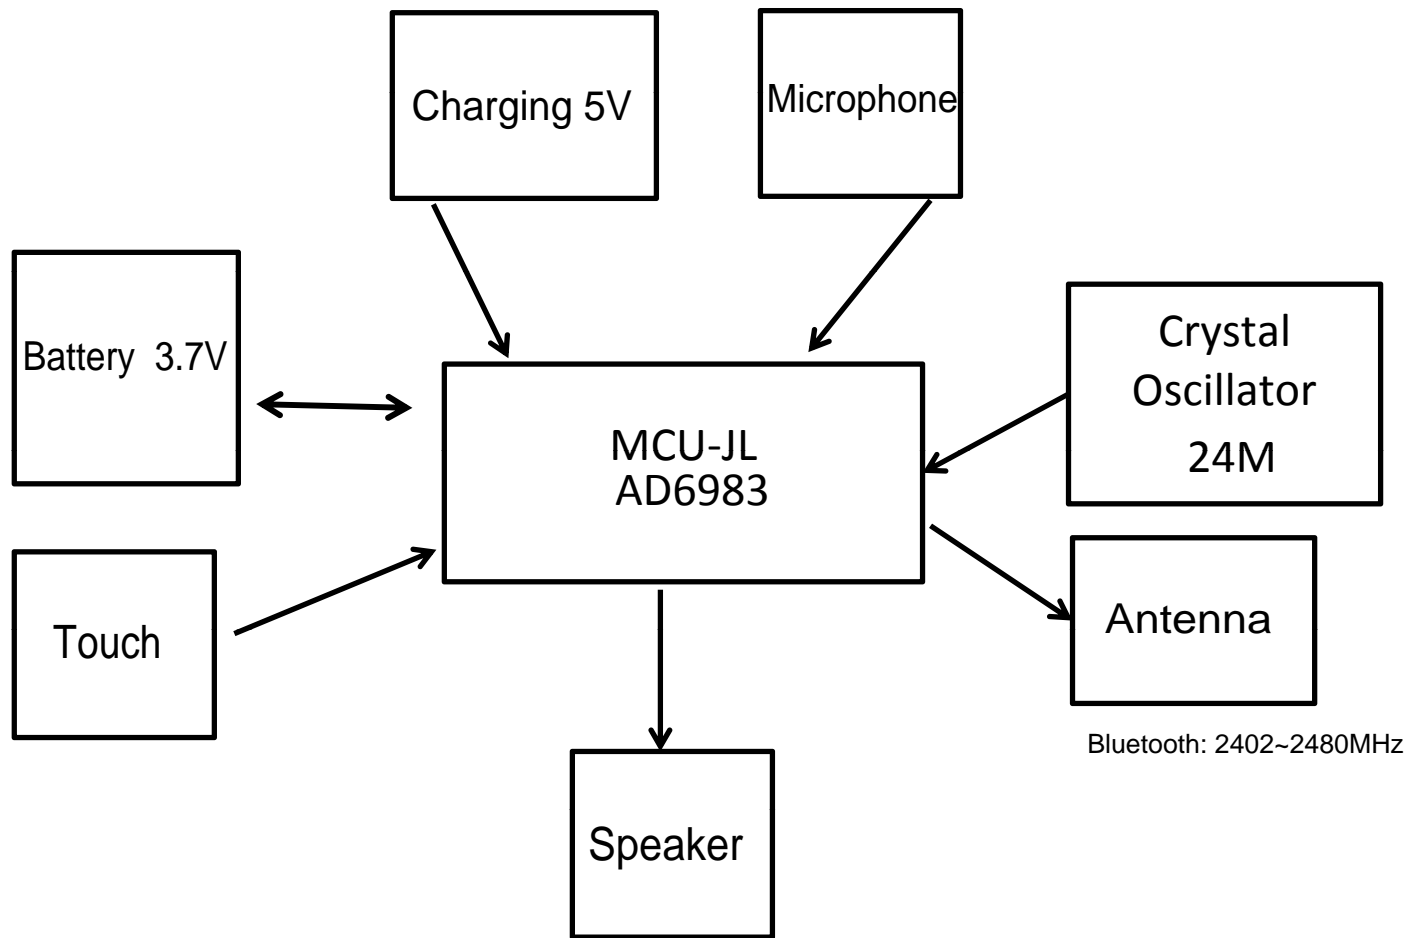 Charging 5V
Microphone
Battery 3.7V
Crystal
Oscillator
24M
MCU-JL
AD6983
Touch
Antenna
Bluetooth: 2402~2480MHz
Speaker